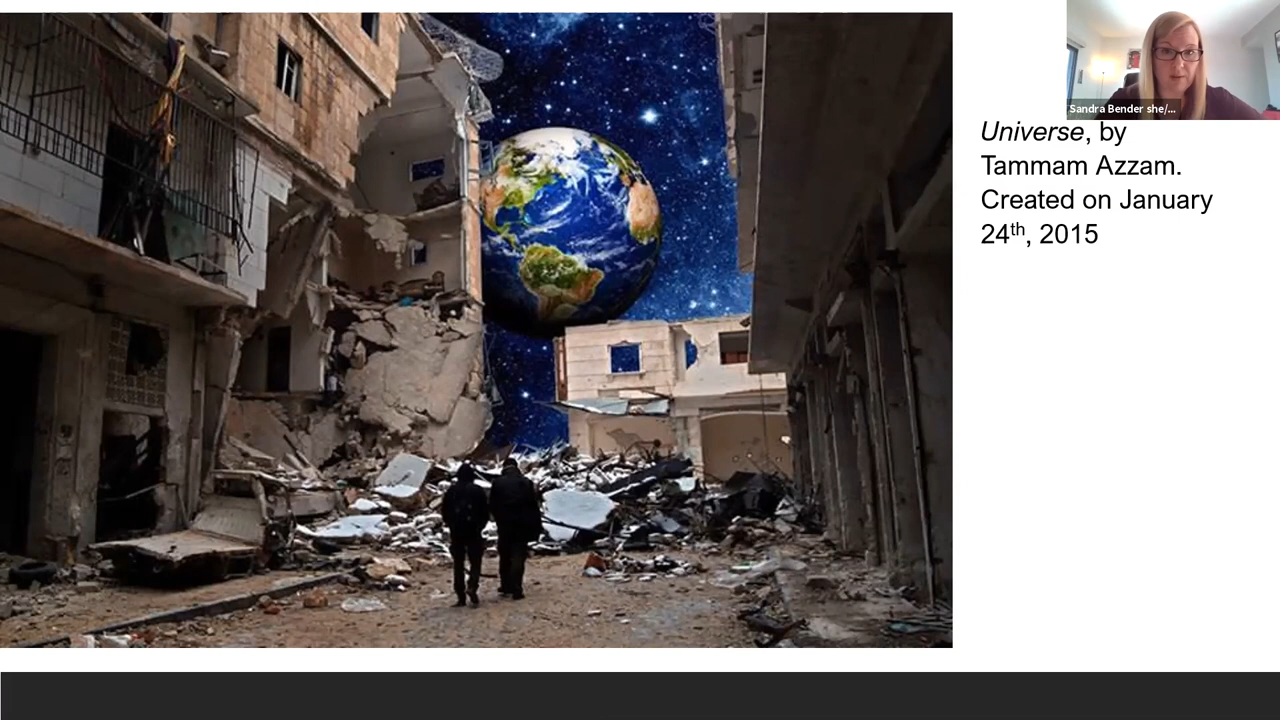 Sandra Bender she/...
Universe, by
Tammam Azzam.
Created on January
24th, 2015